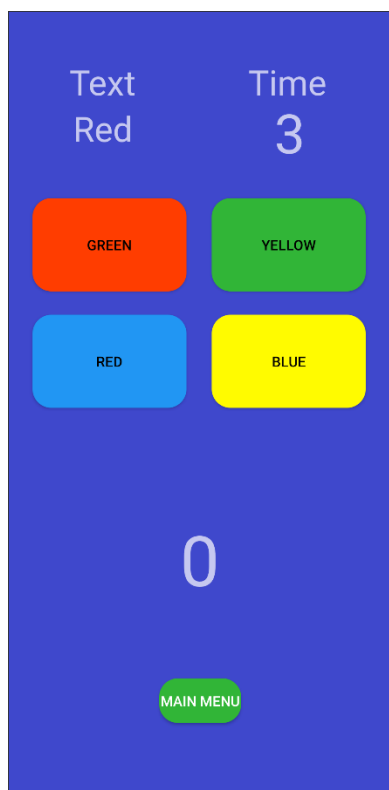 Text
Red
Time
3
GREEN
YELLOW
RED
BLUE
0
MAIN MENU